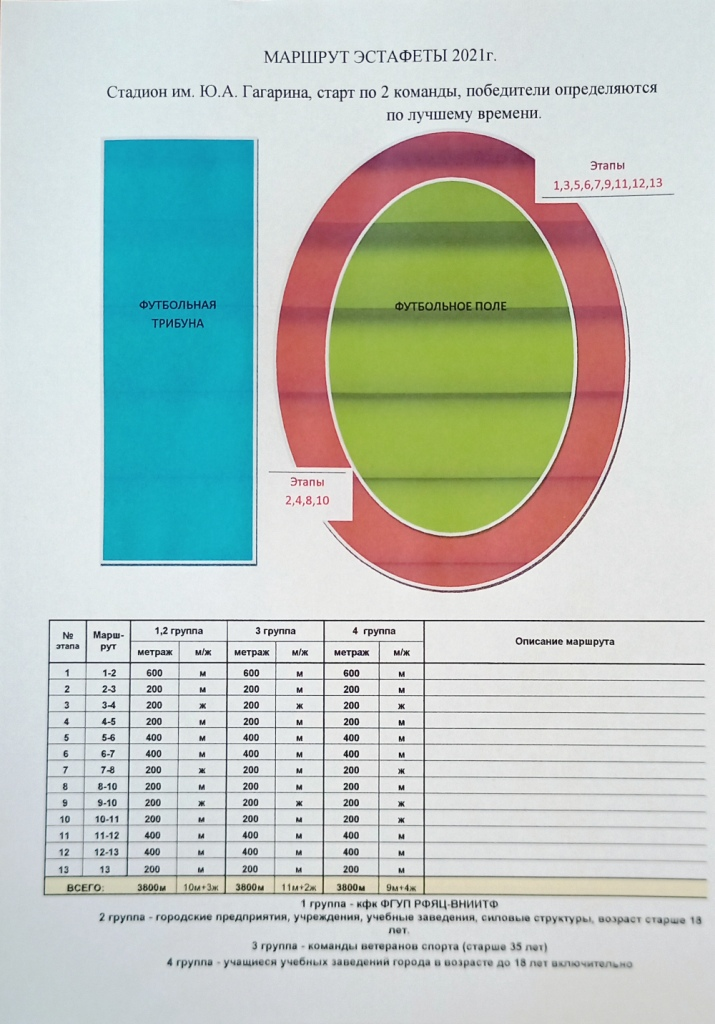 МАРШРУТ ЭСТАФЕТЫ 2021г.
Стадион им. Ю.А. Гагарина, старт по 2 команды, победители определяются
по лучшему времени.
Этапы
1,3,5,6,7,9,11,12,13
ФУТБОЛЬНАЯ
ТРИБУНА
ФУТБОЛЬНОЕ ПОЛЕ
Этапы
2,4,8,10
№ этапа Марш-рут 1,2 группа 3 группа 4 группа Описание маршрута
метраж м/ж метраж м/ж метраж м/ж
1 1-2 600 м 600 м 600 м
2 2-3 200 м 200 м 200 м
3 3-4 200 ж 200 ж 200 ж
4 4-5 200 м 200 м 200 м
5 5-6 400 м 400 м 400 м
6 6-7 400 м 400 м 400 м
7 7-8 200 ж 200 м 200 ж
8 8-10 200 м 200 м 200 м
9 9-10 200 ж 200 ж 200 ж
10 10-11 200 м 200 м 200 ж
11 11-12 400 м 400 м 400 м
12 12-13 400 м 400 м 400 м
13 13 200 м 200 м 200 м
ВСЕГО: 3800м 10м+3ж 3800м 11м+2ж 3800м 9м+4ж
1 группа - кфк ФГУП РФЯЦ-ВНИИТФ
2 группа - городские предприятия, учреждения, учебные заведения, силовые структуры, возраст старше 18
лет.
3 группа - команды ветеранов спорта (старше 35 лет)
4 группа - учащиеся учебных заведений города в возрасте до 18 лет включительно